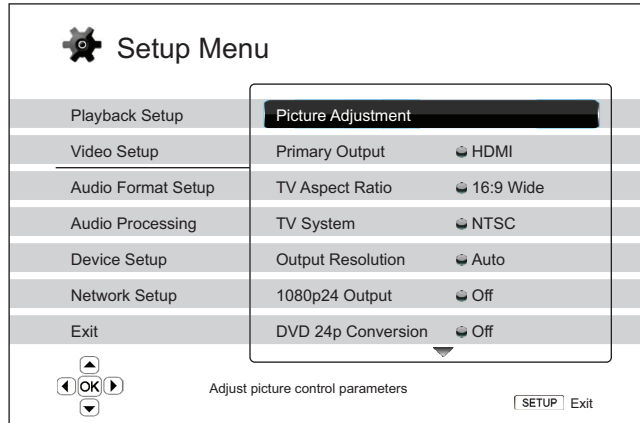 Setup Menu
Playback Setup
Picture Adjustment
Video Setup
Primary Output HDMI
Audio Format Setup
TV Aspect Ratio 16:9 Wide
Audio Processing
TV System NTSC
Device Setup
Output Resolution Auto
Network Setup
1080p24 Output Off
Exit
DVD 24p Conversion Off
OK
Adjust picture control parameters
SETUP Exit